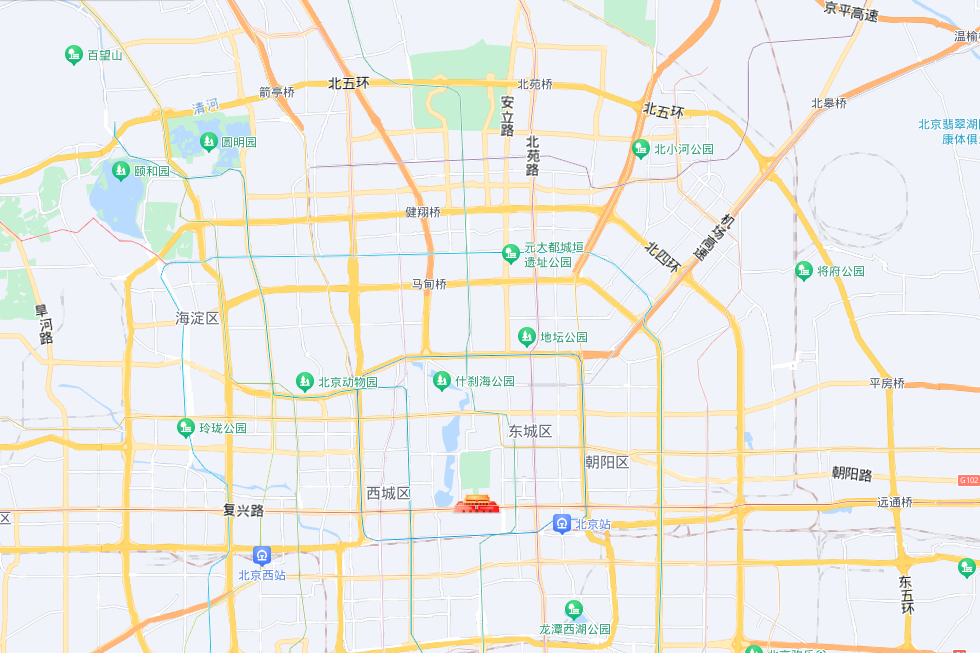 京平高速
温榆
百望山
北五环
箭亭桥
北苑桥
清河
安立路
北五环
北皋桥
北京翡翠湖
康体俱
圆明园
北苑路
北小河公园
颐和园
健翔桥
机场高速
元大都城垣
遗址公园
北四环
将府公园
马甸桥
旱河路
海淀区
地坛公园
北京动物园
什刹海公园
平房桥
玲珑公园
东城区
朝阳区
朝阳路
G102
西城区
远通桥
复兴路
区
北京站
北京西站
东五环
龙潭西湖公园